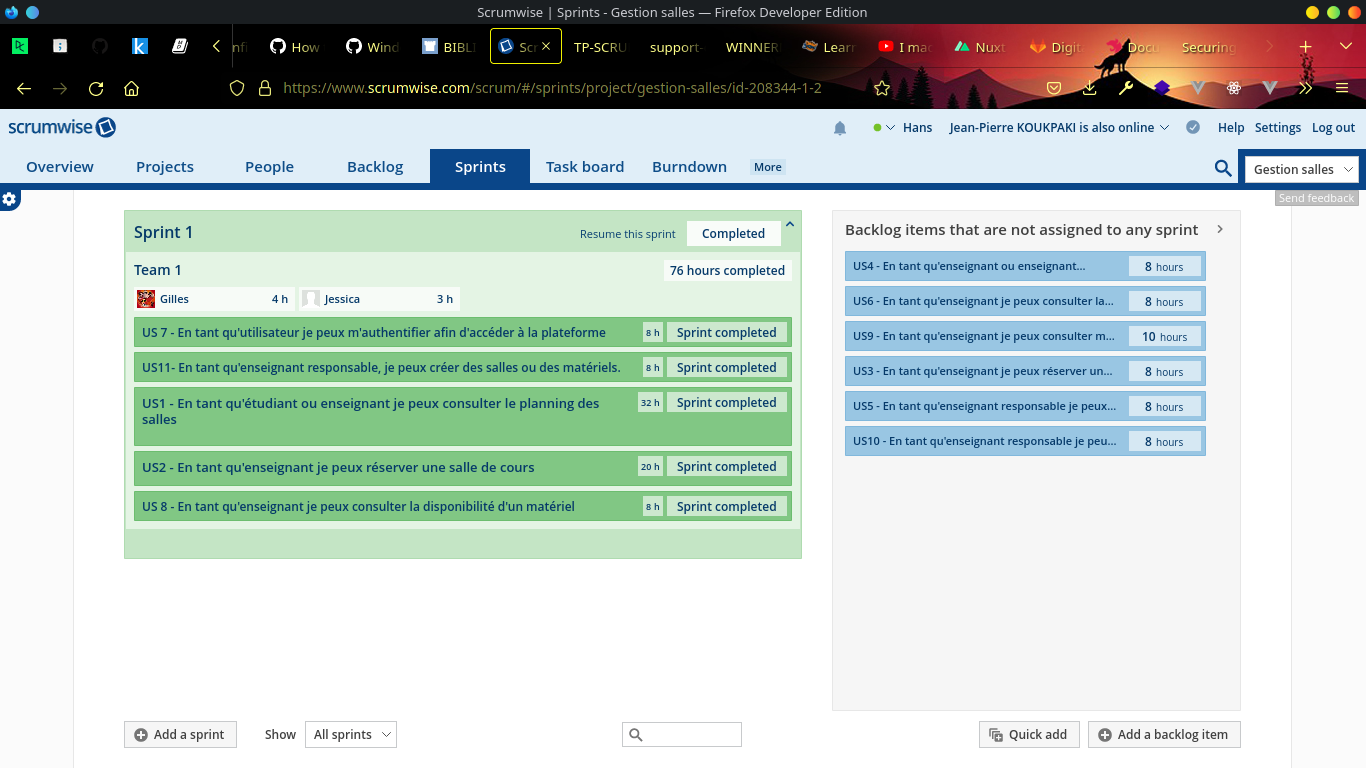 Scrumwise | Sprints - Gestion salles — Firefox Developer Edition
How
Wind
BIBL
Scr
TP-SCRU
support-
WINNER
Lear
I mac
Nuxt
Digit
Docu
Securing
https://www.scrumwise.com/scrum/#/sprints/project/gestion-salles/id-208344-1-2
scrumwise
Hans
Jean-Pierre KOUKPAKI is also online
Help Settings Log out
Overview Projects People Backlog Sprints Task board Burndown More
Gestion salles
Send feedback
Sprint 1
Resume this sprint
Completed
Team 1
76 hours completed
Gilles 4 h
Jessica 3 h
US 7 - En tant qu'utilisateur je peux m'authentifier afin d'accéder à la plateforme 8 h Sprint completed
US11- En tant qu'enseignant responsable, je peux créer des salles ou des matériels. 8 h Sprint completed
US1 - En tant qu'étudiant ou enseignant je peux consulter le planning des 32 h Sprint completed
salles
US2 - En tant qu'enseignant je peux réserver une salle de cours 20 h Sprint completed
US 8 - En tant qu'enseignant je peux consulter la disponibilité d'un matériel 8 h Sprint completed
Backlog items that are not assigned to any sprint
US4 - En tant qu'enseignant ou enseignant... 8 hours
US6 - En tant qu'enseignant je peux consulter la... 8 hours
US9 - En tant qu'enseignant je peux consulter m... 10 hours
US3 - En tant qu'enseignant je peux réserver un... 8 hours
US5 - En tant qu'enseignant responsable je peux... 8 hours
US10 - En tant qu'enseignant responsable je peu... 8 hours
Add a sprint
Show All sprints
Quick add
Add a backlog item